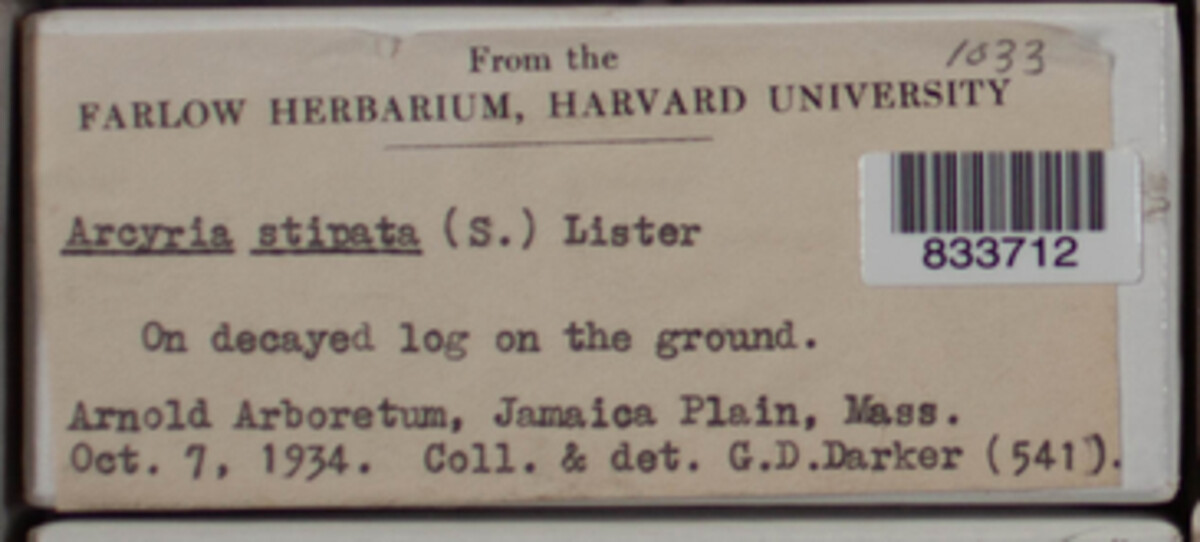 From the
1033
FARLOW HERBARIUM, HARVARD UNIVERSITY
833712
Arcyria stipata (S.) Lister
On decayed log on the ground.
Arnold Arboretum, Jamaica Plain, Mass.
Oct. 7, 1934. Coll. & det. G.D.Darker (541).